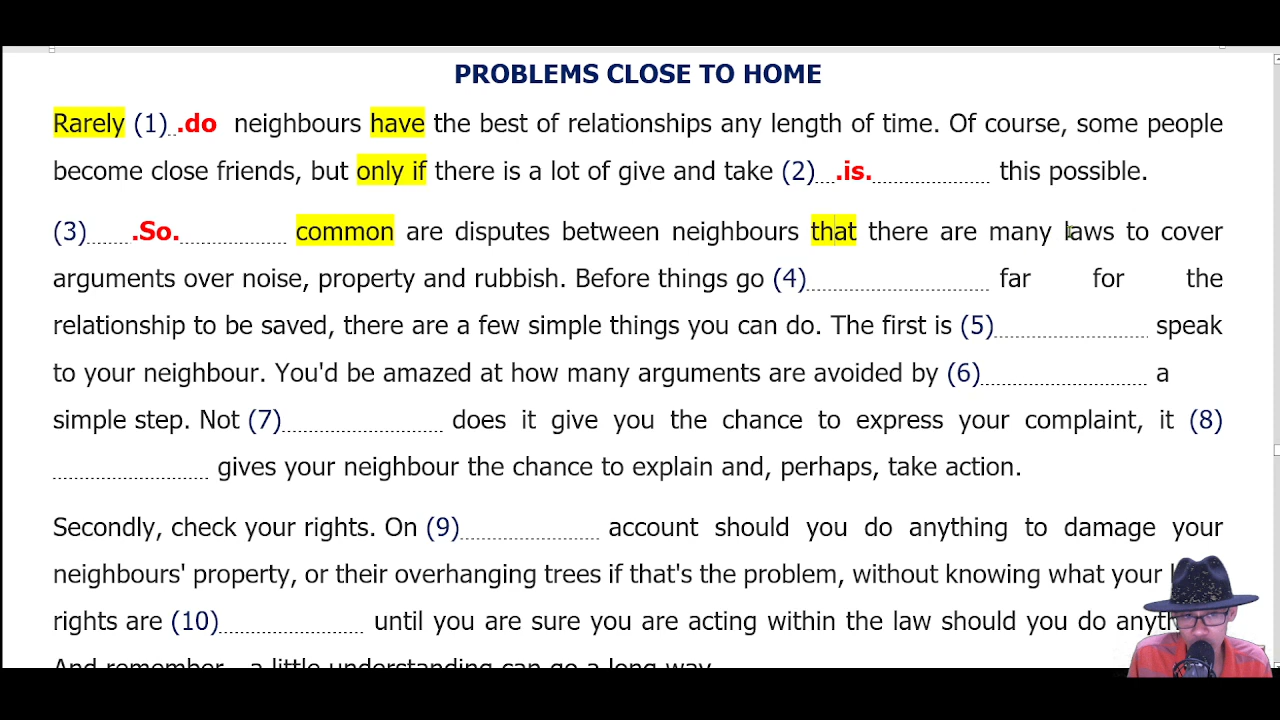 PROBLEMS CLOSE TO HOME
Rarely (1) .do neighbours have the best of relationships any length of time. Of course, some people
become close friends, but only if there is a lot of give and take (2) .is. this possible.
(3) .So. common are disputes between neighbours that there are many laws to cover
arguments over noise, property and rubbish. Before things go (4) far for the
relationship to be saved, there are a few simple things you can do. The first is (5) speak
to your neighbour. You'd be amazed at how many arguments are avoided by (6) a
simple step. Not (7) does it give you the chance to express your complaint, it (8)
gives your neighbour the chance to explain and, perhaps, take action.
Secondly, check your rights. On (9) account should you do anything to damage your
neighbours' property, or their overhanging trees if that's the problem, without knowing what your
rights are (10) until you are sure you are acting within the law should you do
And remember a little understanding can go a long way